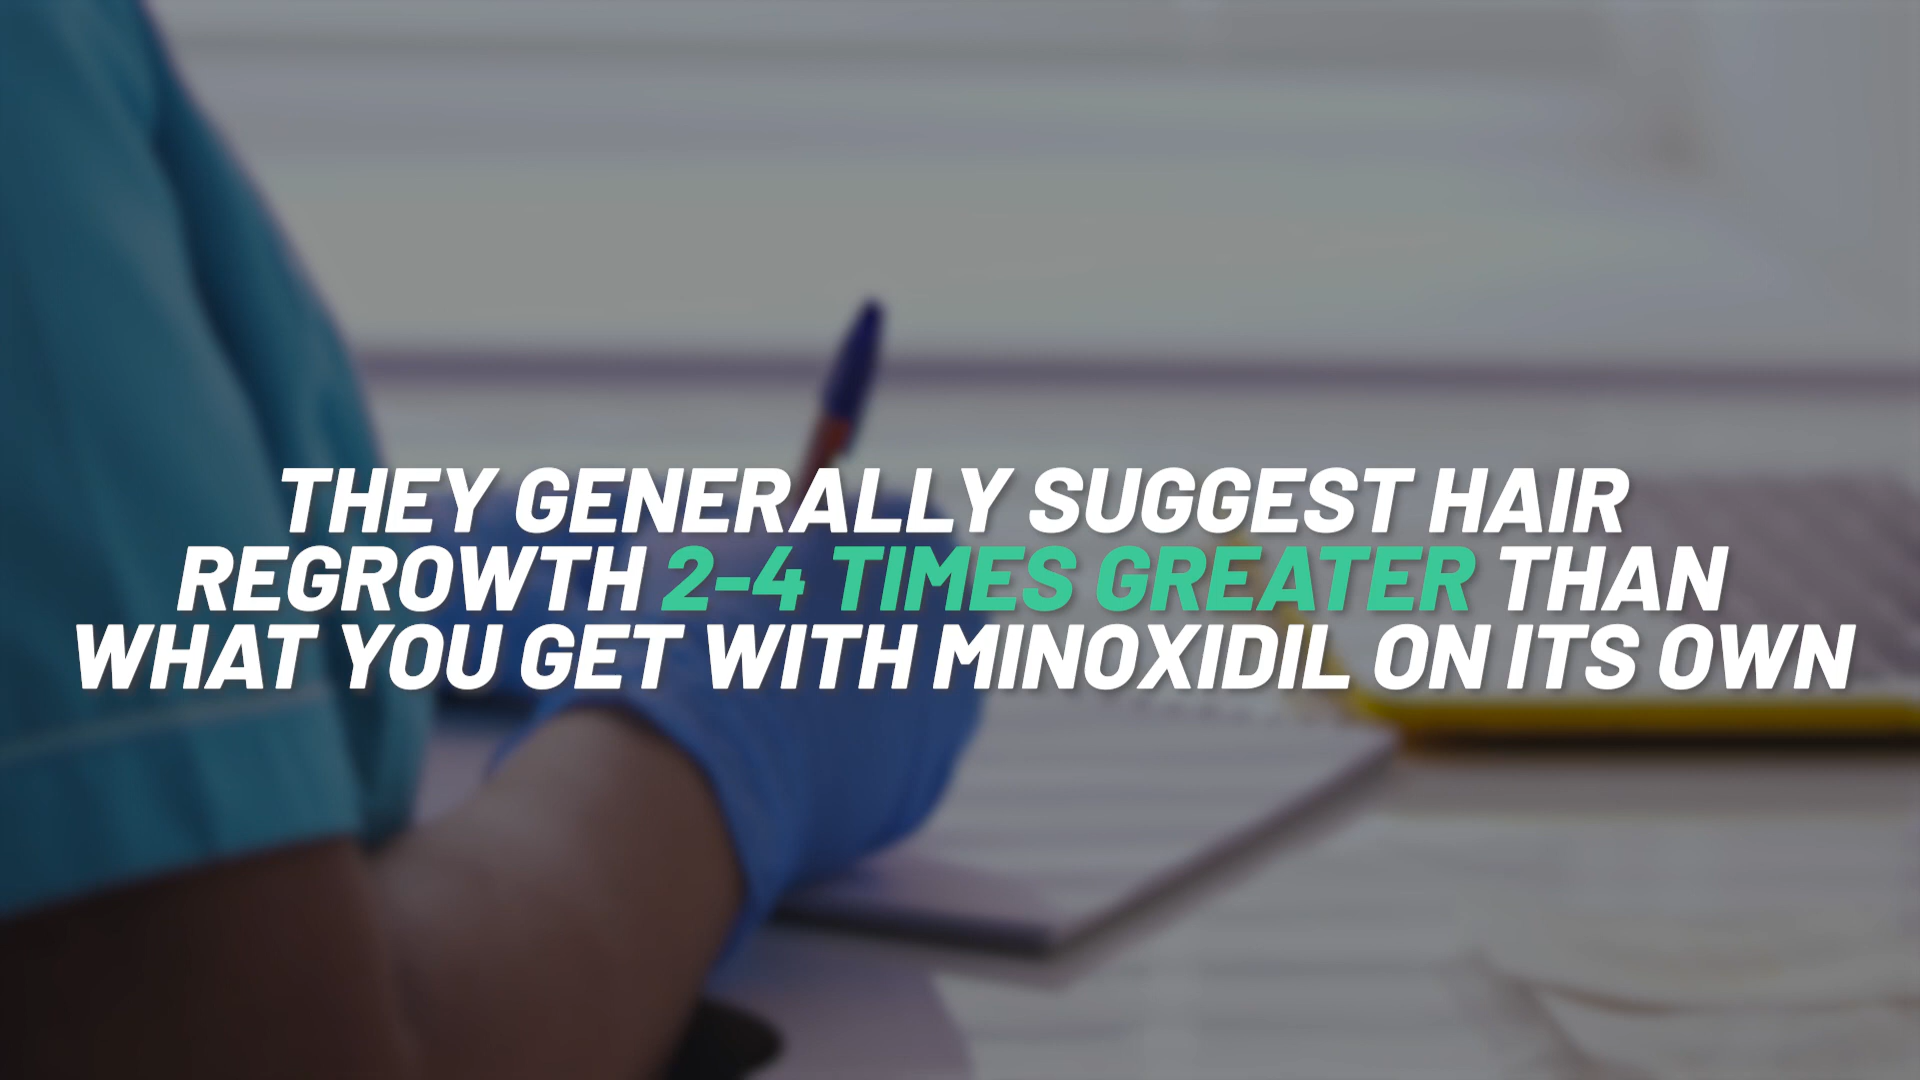 THEY GENERALLY SUGGEST HAIR
REGROWTH 2-4 TIMES GREATER THAN
WHAT YOU GET WITH MINOXIDIL ON ITS OWN